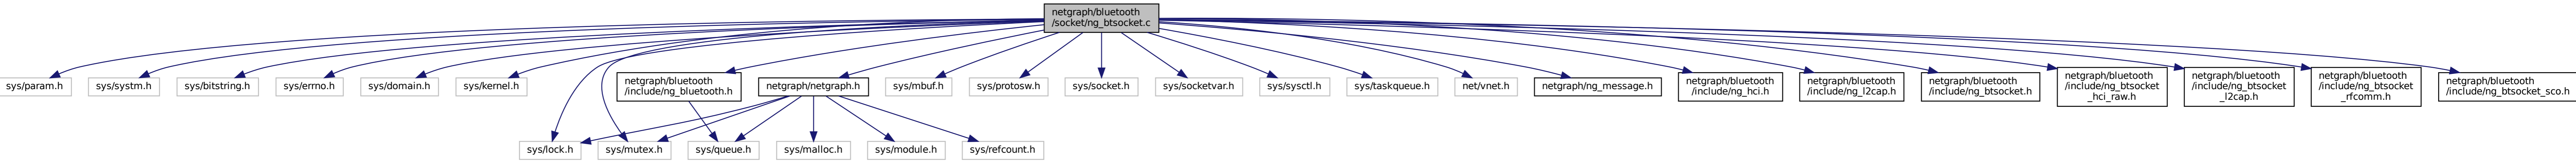 netgraph/bluetooth
/socket/ng_btsocket.c
sys/param.h
sys/systm.h
sys/bitstring.h
sys/errno.h
sys/domain.h
sys/kernel.h
netgraph/bluetooth
/include/ng_bluetooth.h
netgraph/netgraph.h
sys/mbuf.h
sys/protosw.h
sys/socket.h
sys/socketvar.h
sys/sysctl.h
sys/taskqueue.h
net/vnet.h
netgraph/ng_message.h
netgraph/bluetooth
/include/ng_hci.h
netgraph/bluetooth
/include/ng_l2cap.h
netgraph/bluetooth
/include/ng_btsocket.h
netgraph/bluetooth
/include/ng_btsocket
_hci_raw.h
netgraph/bluetooth
/include/ng_btsocket
_l2cap.h
netgraph/bluetooth
/include/ng_btsocket
_rfcomm.h
netgraph/bluetooth
/include/ng_btsocket_sco.h
sys/lock.h
sys/mutex.h
sys/queue.h
sys/malloc.h
sys/module.h
sys/refcount.h